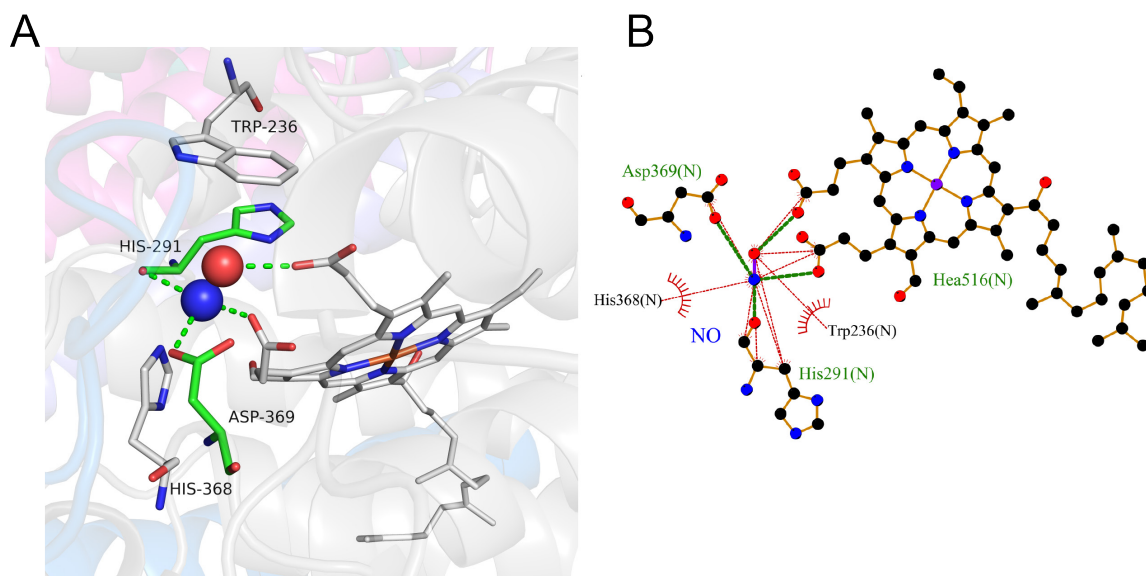 A
TRP-236
HIS-291
ASP-369
HIS-368
B
Asp369(N)
Hea516(N)
His368(N)
Trp236(N)
NO
His291(N)